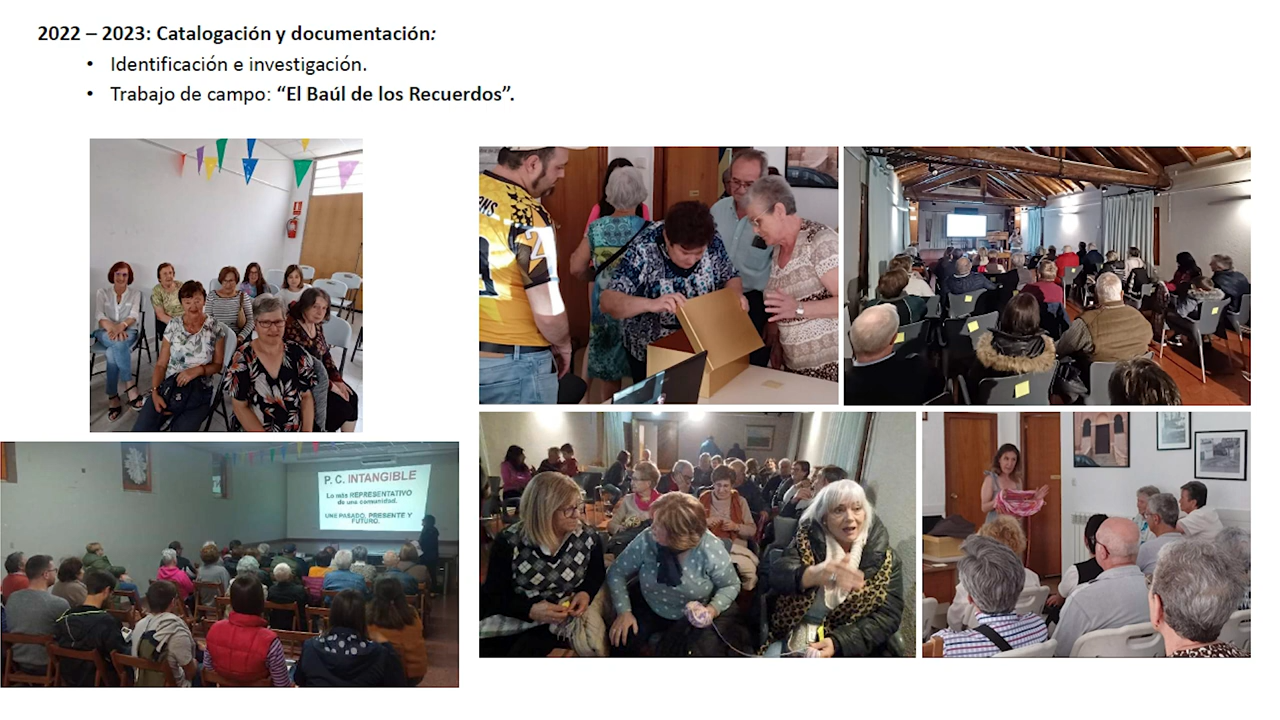 2022 – 2023: Catalogación y documentación:
• Identificación e investigación.
• Trabajo de campo: “El Baúl de los Recuerdos”.
P. C. INTANGIBLE
Lo más REPRESENTATIVO
de una comunidad.
UNE PASADO, PRESENTE Y
FUTURO.